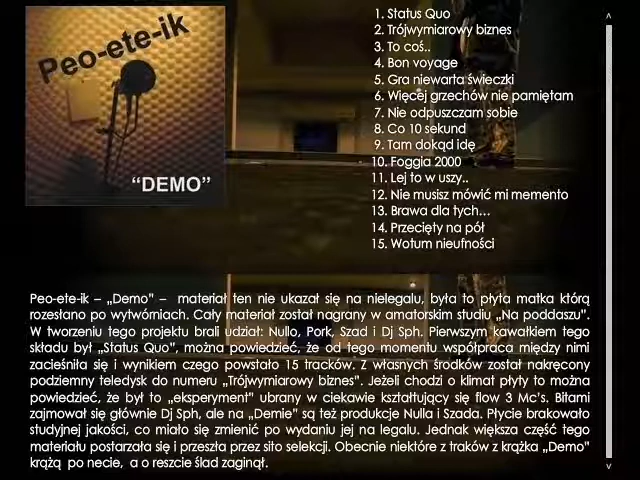 Peo-ete-ik
"DEMO"
1. Status Quo
2. Trójwymiarowy biznes
3. To coś..
4. Bon voyage
5. Gra niewarta świeczki
6. Więcej grzechów nie pamiętam
7. Nie odpuszczam sobie
8. Co 10 sekund
9. Tam dokąd idę
10. Foggia 2000
11. Lej to w uszy..
12. Nie musisz mówić mi memento
13. Brawa dla tych...
14. Przecięty na pół
15. Wotum nieufności
Peo-ete-ik – „Demo” – materiał ten nie ukazał się na nielegalu, była to płyta matka którą
rozesłano po wytwórniach. Cały materiał został nagrany w amatorskim studiu „Na poddaszu”.
W tworzeniu tego projektu brali udział: Nullo, Pork, Szad i Dj Sph. Pierwszym kawałkiem tego
składu był „Status Quo”, można powiedzieć, że od tego momentu współpraca między nimi
zacieśniła się i wynikiem czego powstało 15 tracków. Z własnych środków został nakręcony
podziemny teledysk do numeru „Trójwymiarowy biznes”. Jeżeli chodzi o klimat płyty to można
powiedzieć, że był to „eksperyment” ubrany w ciekawie kształtujący się flow 3 Mc's. Bitami
zajmował się głównie Dj Sph, ale na „Demie” są też produkcje Nulla i Szada. Płycie brakowało
studyjnej jakości, co miało się zmienić po wydaniu jej na legalu. Jednak większa część tego
materiału postarzała się i przeszła przez sito selekcji. Obecnie niektóre z traków z krążka „Demo”
krążą po necie, a o reszcie ślad zaginął.